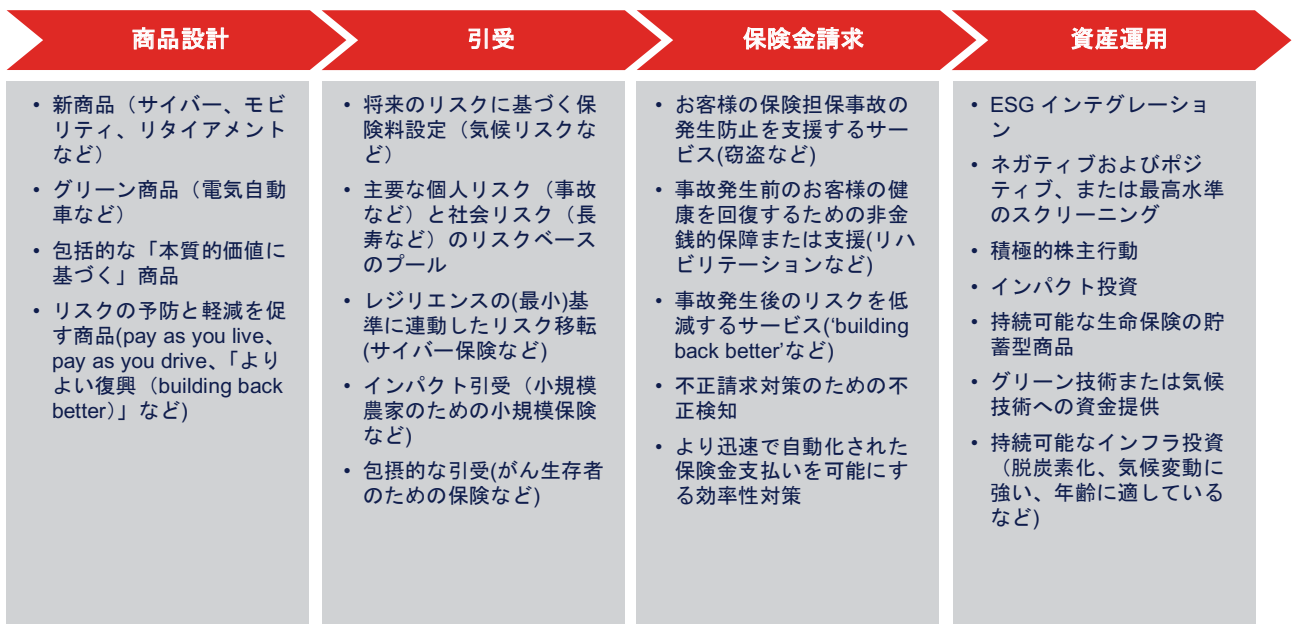 商品設計
• 新商品（サイバー、モビ
リティ、リタイアメント
など）
• グリーン商品（電気自動
車など）
• 包括的な「本質的価値に
基づく」商品
• リスクの予防と軽減を促
す商品(pay as you live、
pay as you drive、「より
よい復興（building back
better）」など)
引受
• 将来のリスクに基づく保
険料設定（気候リスクな
ど）
• 主要な個人リスク（事故
など）と社会リスク（長
寿など）のリスクベース
のプール
• レジリエンスの(最小)基
準に連動したリスク移転
(サイバー保険など)
• インパクト引受（小規模
農家のための小規模保険
など)
• 包摂的な引受(がん生存者
のための保険など)
保険金請求
• お客様の保険担保事故の
発生防止を支援するサー
ビス(窃盗など)
• 事故発生前のお客様の健
康を回復するための非金
銭的保障または支援(リハ
ビリテーションなど)
• 事故発生後のリスクを低
減するサービス(‘building
back better’など)
• 不正請求対策のための不
正検知
• より迅速で自動化された
保険金支払いを可能にす
る効率性対策
資産運用
• ESG インテグレーショ
ン
• ネガティブおよびポジ
ティブ、または最高水準
のスクリーニング
• 積極的株主行動
• インパクト投資
• 持続可能な生命保険の貯
蓄型商品
• グリーン技術または気候
技術への資金提供
• 持続可能なインフラ投資
（脱炭素化、気候変動に
強い、年齢に適している
など)